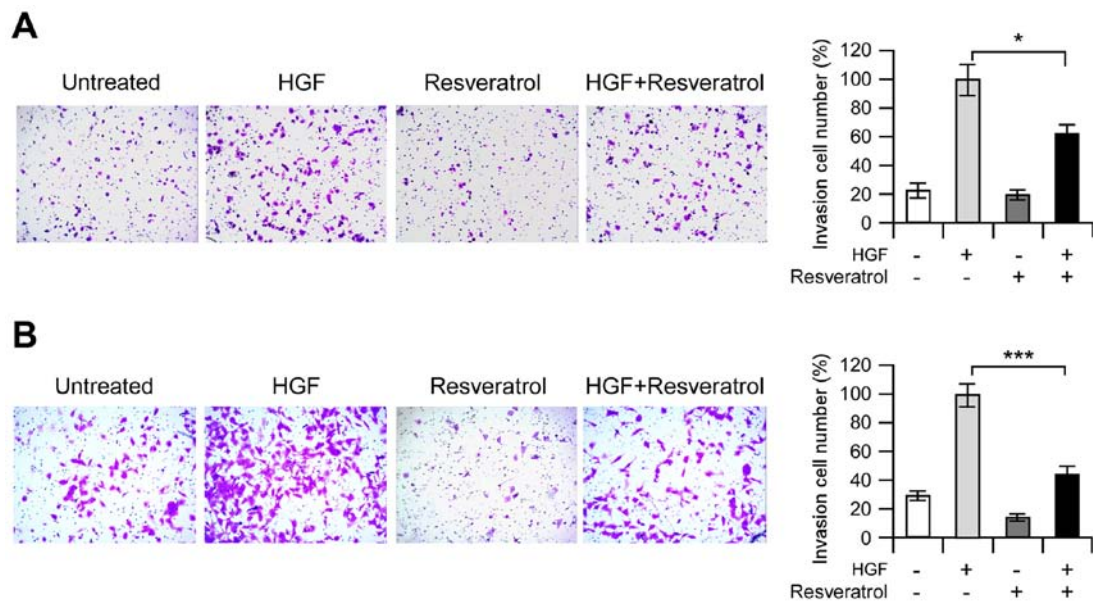 A
Untreated HGF Resveratrol HGF+Resveratrol
Invasion cell number (%)
120
100
80
60
40
20
0
*
HGF - + - +
Resveratrol - - + +
B
Untreated HGF Resveratrol HGF+Resveratrol
Invasion cell number (%)
120
100
80
60
40
20
0
***
HGF - + - +
Resveratrol - - + +